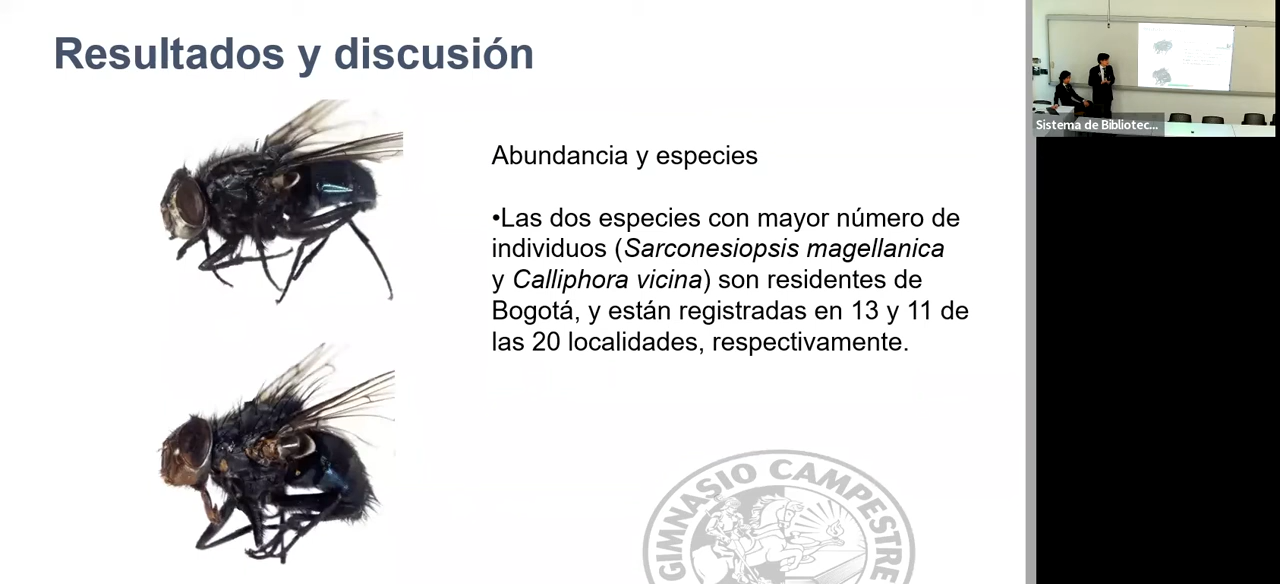 Resultados y discusión
Abundancia y especies
•Las dos especies con mayor número de
individuos (Sarconesiopsis magellanica
y Calliphora vicina) son residentes de
Bogotá, y están registradas en 13 y 11 de
las 20 localidades, respectivamente.
GIMNASIO CAMPESTRE
Sistema de Bibliotec...